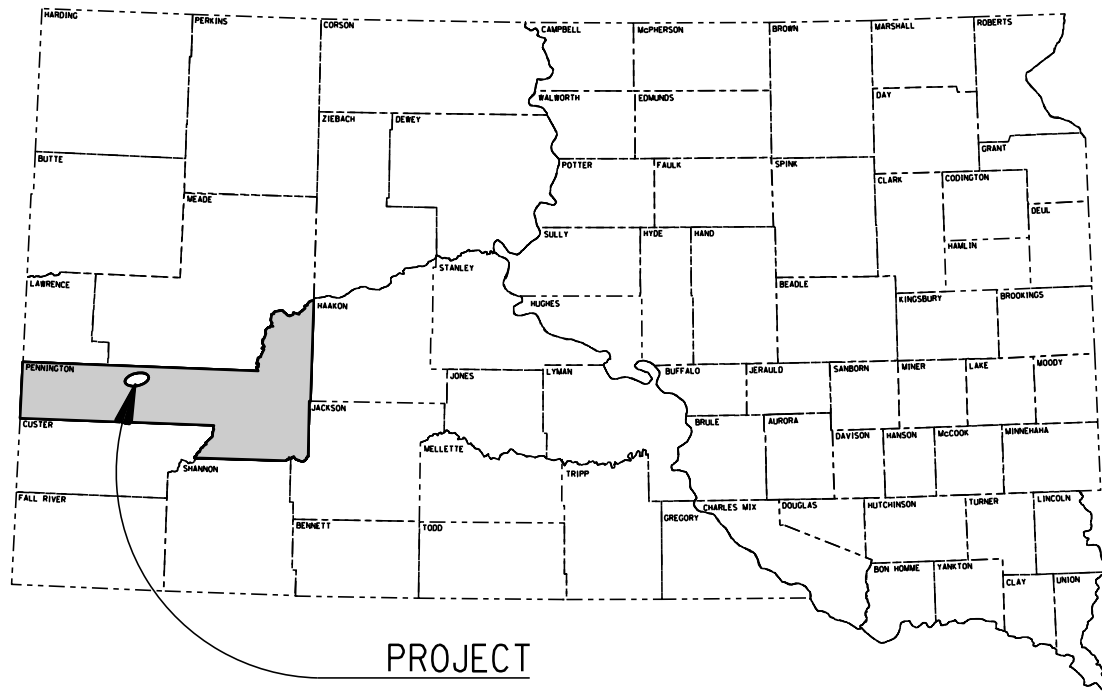 HARDING
PERKINS
CORSON
CAMPBELL
McPHERSON
BROWN
MARSHALL
ROBERTS
WALWORTH
EDMUNDS
DAY
ZIEBACH
DEWEY
GRANT
BUTTE
POTTER
FAULK
SPINK
CLARK
CODINGTON
MEADE
DEUL
SULLY
HYDE
HAND
HAMLIN
STANLEY
LAWRENCE
BEADLE
HAAKON
HUGHES
KINGSBURY
BROOKINGS
PENNINGTON
JONES
LYMAN
BUFFALO
JERAULD
SANBORN
MINER
LAKE
MOODY
JACKSON
CUSTER
BRULE
AURORA
DAVISON
HANSON
McCOOK
MINNEHAHA
MELLETTE
SHANNON
TRIPP
FALL RIVER
CHARLES MIX
DOUGLAS
HUTCHINSON
TURNER
LINCOLN
GREGORY
BENNETT
TODD
BON HOMME
YANKTON
CLAY
UNION
PROJECT